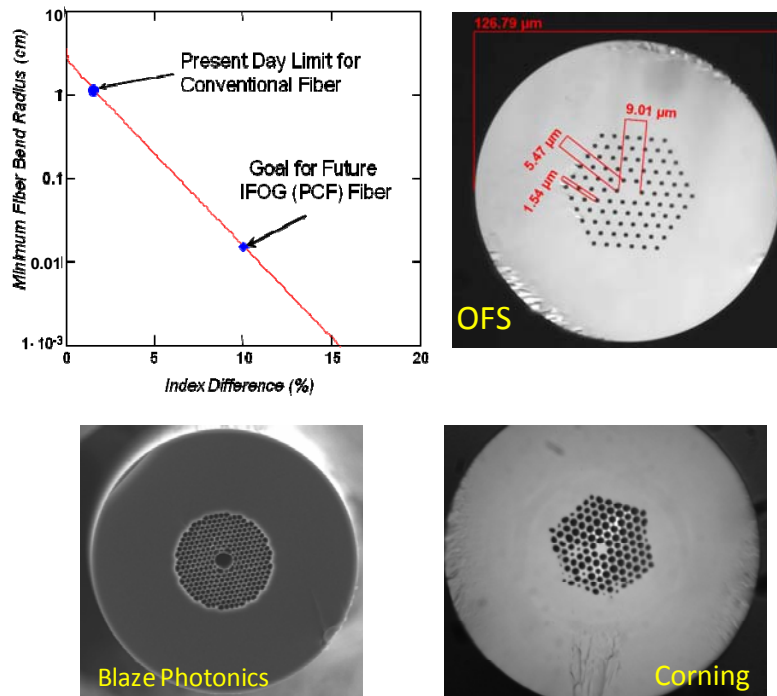 Minimum Fiber Bend Radius (cm)
10
1
0.1
0.01
1·10-3
0
5
10
15
20
Index Difference (%)
Present Day Limit for
Conventional Fiber
Goal for Future
IFOG (PCF) Fiber
126.79 µm
9.01 µm
5.47 µm
1.54 µm
OFS
Blaze Photonics
Corning